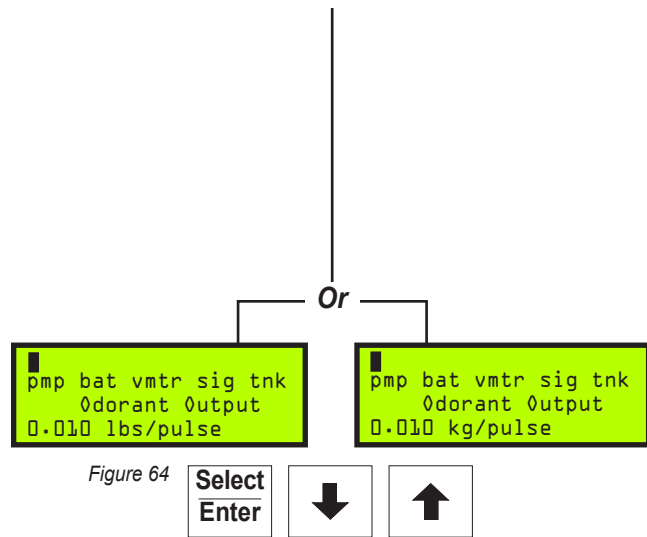 Or
pmp bat vmtr sig tnk
Odorant Output
0.010 lbs/pulse
pmp bat vmtr sig tnk
Odorant Output
0.010 kg/pulse
Figure 64
Select
Enter